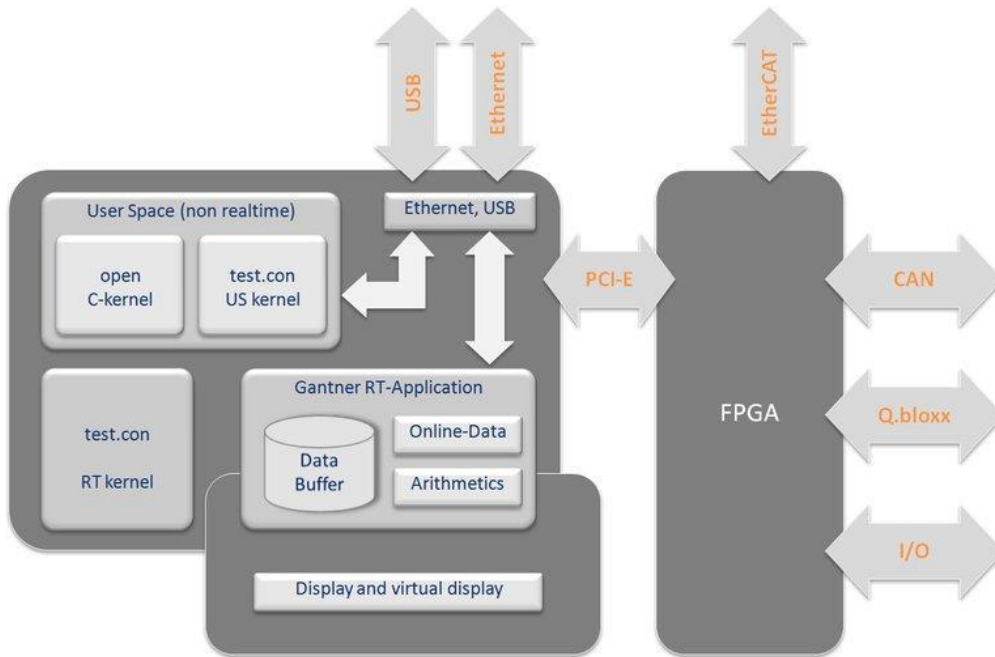 USB
Ethernet
EtherCAT
User Space (non realtime)
Ethernet, USB
open
C-kernel
test.con
US kernel
PCI-E
CAN
test.con
RT kernel
Gantner RT-Application
Data
Buffer
Online-Data
Arithmetics
FPGA
Q.bloxx
I/O
Display and virtual display